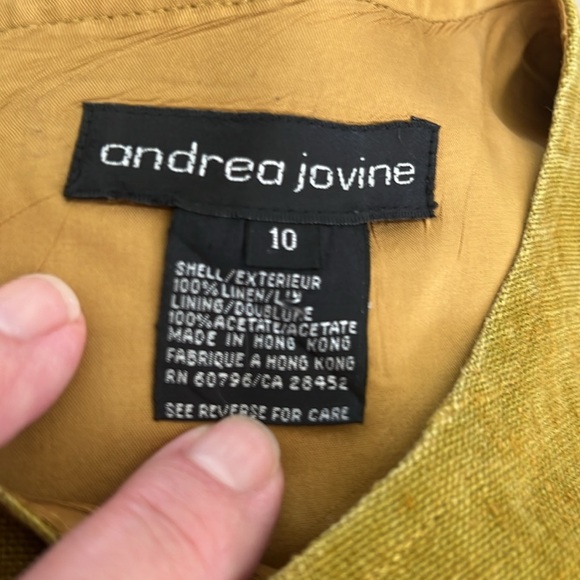 andrea jovine
10
SHELL/EXTERIEUR
100% LINEN/LIN
LINING/DOUBLURE
100% ACETATE/ACETATE
MADE IN HONG KONG
FABRIQUE A HONG KONG
RN 60796/CA 28452
SEE REVERSE FOR CARE